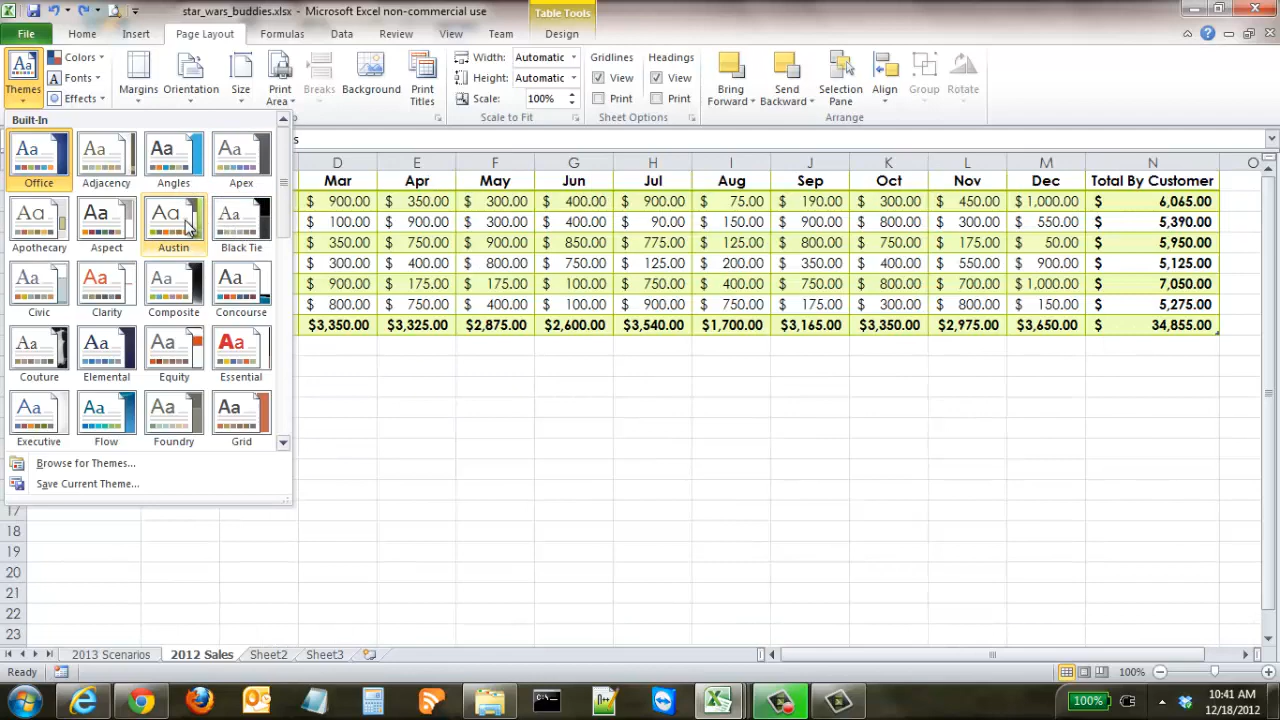 star_wars_buddies.xlsx - Microsoft Excel non-commercial use
Table Tools
File Home Insert Page Layout Formulas Data Review View Team Design
Themes
Colors
Fonts
Effects
Margins
Orientation
Size
Print Area
Breaks
Background
Print Titles
Width: Automatic
Height: Automatic
Scale: 100%
Scale to Fit
Gridlines
View
Print
Headings
View
Print
Sheet Options
Bring Forward
Send Backward
Selection Pane
Align
Group
Rotate
Arrange
Built-In
Office Adjacency Angles Apex
Apothecary Aspect Austin Black Tie
Civic Clarity Composite Concourse
Couture Elemental Equity Essential
Executive Flow Foundry Grid
Browse for Themes...
Save Current Theme...
s
D E F G H I J K L M N O
Mar Apr May Jun Jul Aug Sep Oct Nov Dec Total By Customer
$ 900.00 $ 350.00 $ 300.00 $ 400.00 $ 900.00 $ 75.00 $ 190.00 $ 300.00 $ 450.00 $ 1,000.00 $ 6,065.00
$ 100.00 $ 900.00 $ 300.00 $ 400.00 $ 90.00 $ 150.00 $ 900.00 $ 800.00 $ 300.00 $ 550.00 $ 5,390.00
$ 350.00 $ 750.00 $ 900.00 $ 850.00 $ 775.00 $ 125.00 $ 800.00 $ 750.00 $ 175.00 $ 50.00 $ 5,950.00
$ 300.00 $ 400.00 $ 800.00 $ 750.00 $ 125.00 $ 200.00 $ 350.00 $ 400.00 $ 550.00 $ 900.00 $ 5,125.00
$ 900.00 $ 175.00 $ 175.00 $ 100.00 $ 750.00 $ 400.00 $ 750.00 $ 800.00 $ 700.00 $ 1,000.00 $ 7,050.00
$ 800.00 $ 750.00 $ 400.00 $ 100.00 $ 900.00 $ 750.00 $ 175.00 $ 300.00 $ 800.00 $ 150.00 $ 5,275.00
$3,350.00 $3,325.00 $2,875.00 $2,600.00 $3,540.00 $1,700.00 $3,165.00 $3,350.00 $2,975.00 $3,650.00 $ 34,855.00
17
18
19
20
21
22
23
2013 Scenarios 2012 Sales Sheet2 Sheet3
Ready
100%
100%
10:41 AM
12/18/2012